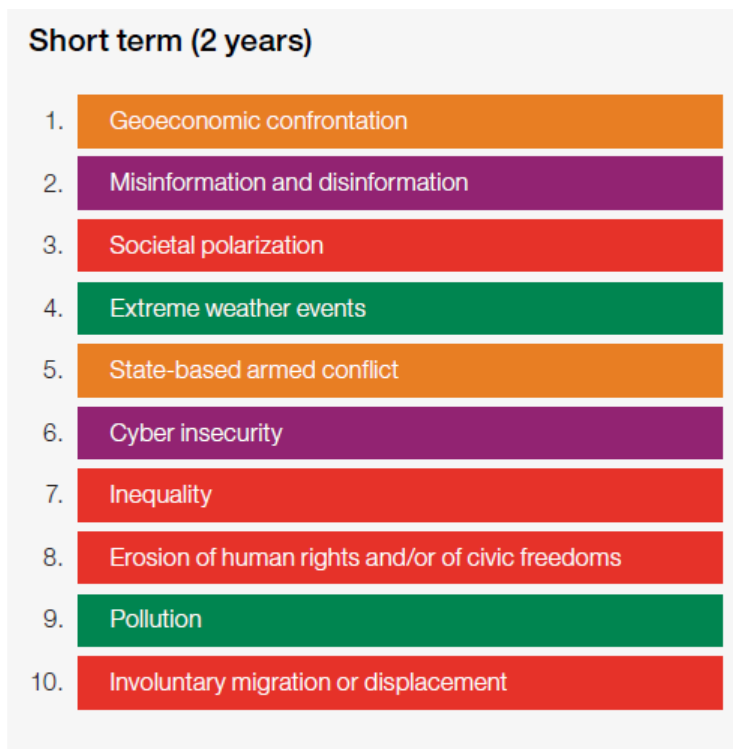 Short term (2 years)
1. Geoeconomic confrontation
2. Misinformation and disinformation
3. Societal polarization
4. Extreme weather events
5. State-based armed conflict
6. Cyber insecurity
7. Inequality
8. Erosion of human rights and/or of civic freedoms
9. Pollution
10. Involuntary migration or displacement